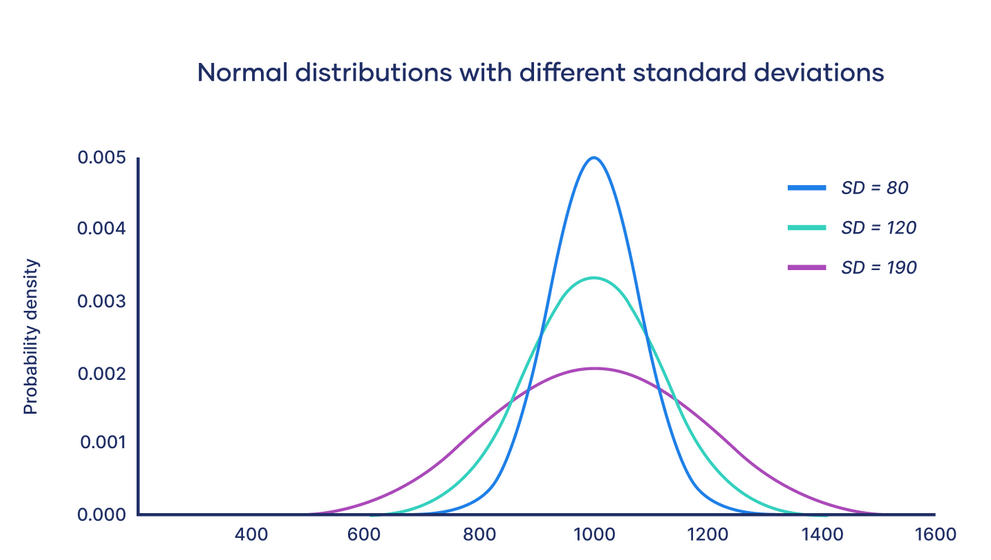 Normal distributions with different standard deviations
0.005
0.004
0.003
0.002
0.001
0.000
Probability density
SD = 80
SD = 120
SD = 190
400 600 800 1000 1200 1400 1600